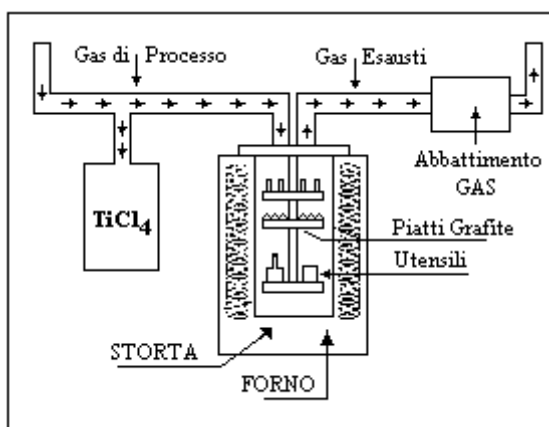 Gas di Processo
Gas Esausti
Abbattimento
GAS
TiCl4
Piatti Grafite
Utensili
STORTA
FORNO